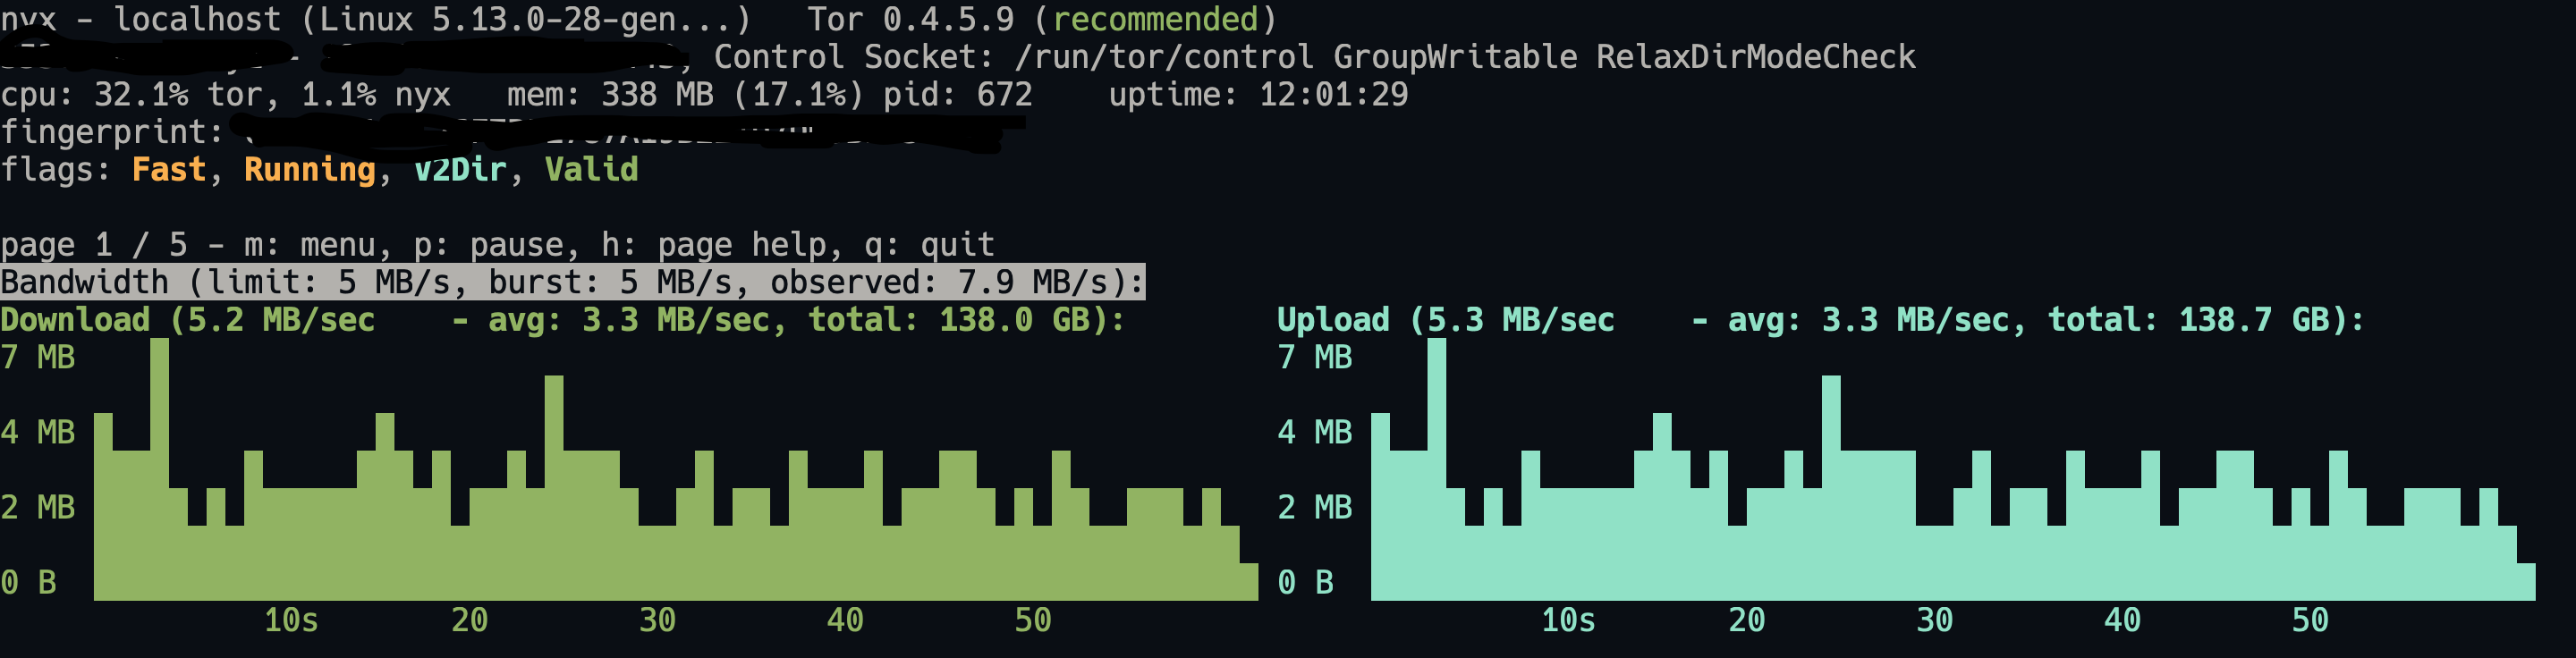 nyx - localhost (Linux 5.13.0-28-gen...)   Tor 0.4.5.9 (recommended)
Control Socket: /run/tor/control GroupWritable RelaxDirModeCheck
cpu: 32.1% tor, 1.1% nyx   mem: 338 MB (17.1%) pid: 672    uptime: 12:01:29
fingerprint:
flags: Fast, Running, v2Dir, Valid
page 1 / 5 - m: menu, p: pause, h: page help, q: quit
Bandwidth (limit: 5 MB/s, burst: 5 MB/s, observed: 7.9 MB/s):
Download (5.2 MB/sec    - avg: 3.3 MB/sec, total: 138.0 GB):
7 MB
4 MB
2 MB
0 B
10s 20 30 40 50
Upload (5.3 MB/sec    - avg: 3.3 MB/sec, total: 138.7 GB):
7 MB
4 MB
2 MB
0 B
10s 20 30 40 50